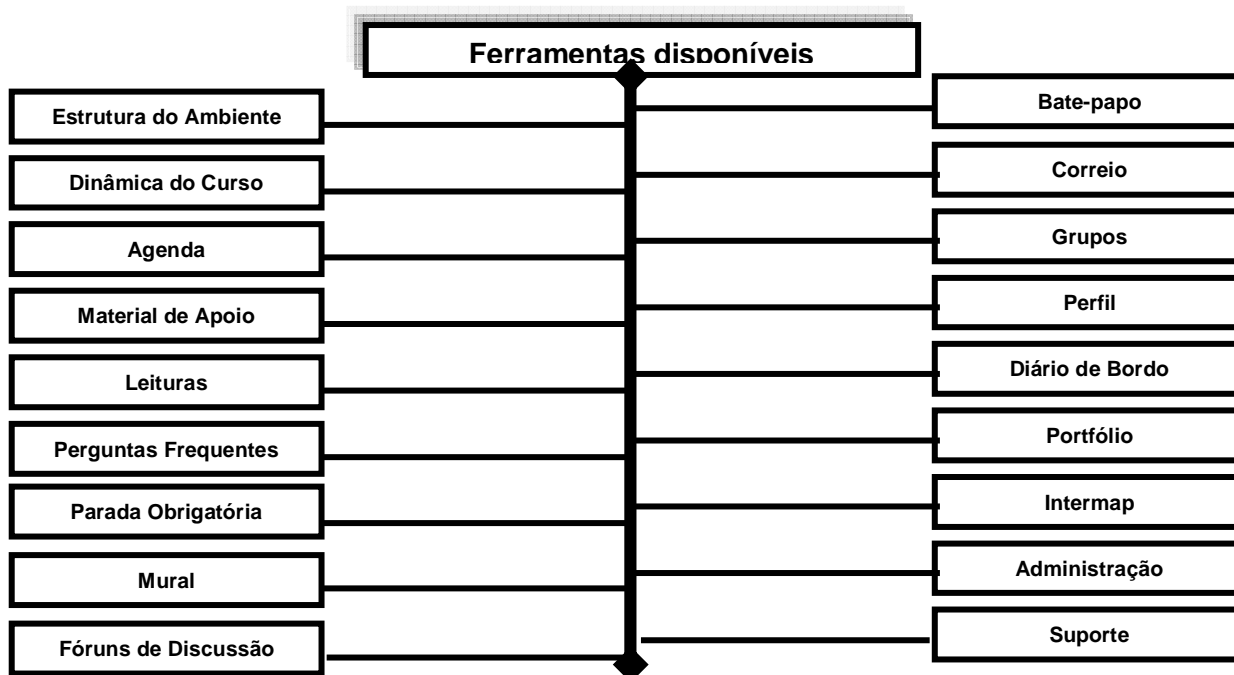 Ferramentas disponíveis
Estrutura do Ambiente
Dinâmica do Curso
Agenda
Material de Apoio
Leituras
Perguntas Frequentes
Parada Obrigatória
Mural
Fóruns de Discussão
Bate-papo
Correio
Grupos
Perfil
Diário de Bordo
Portfólio
Intermap
Administração
Suporte